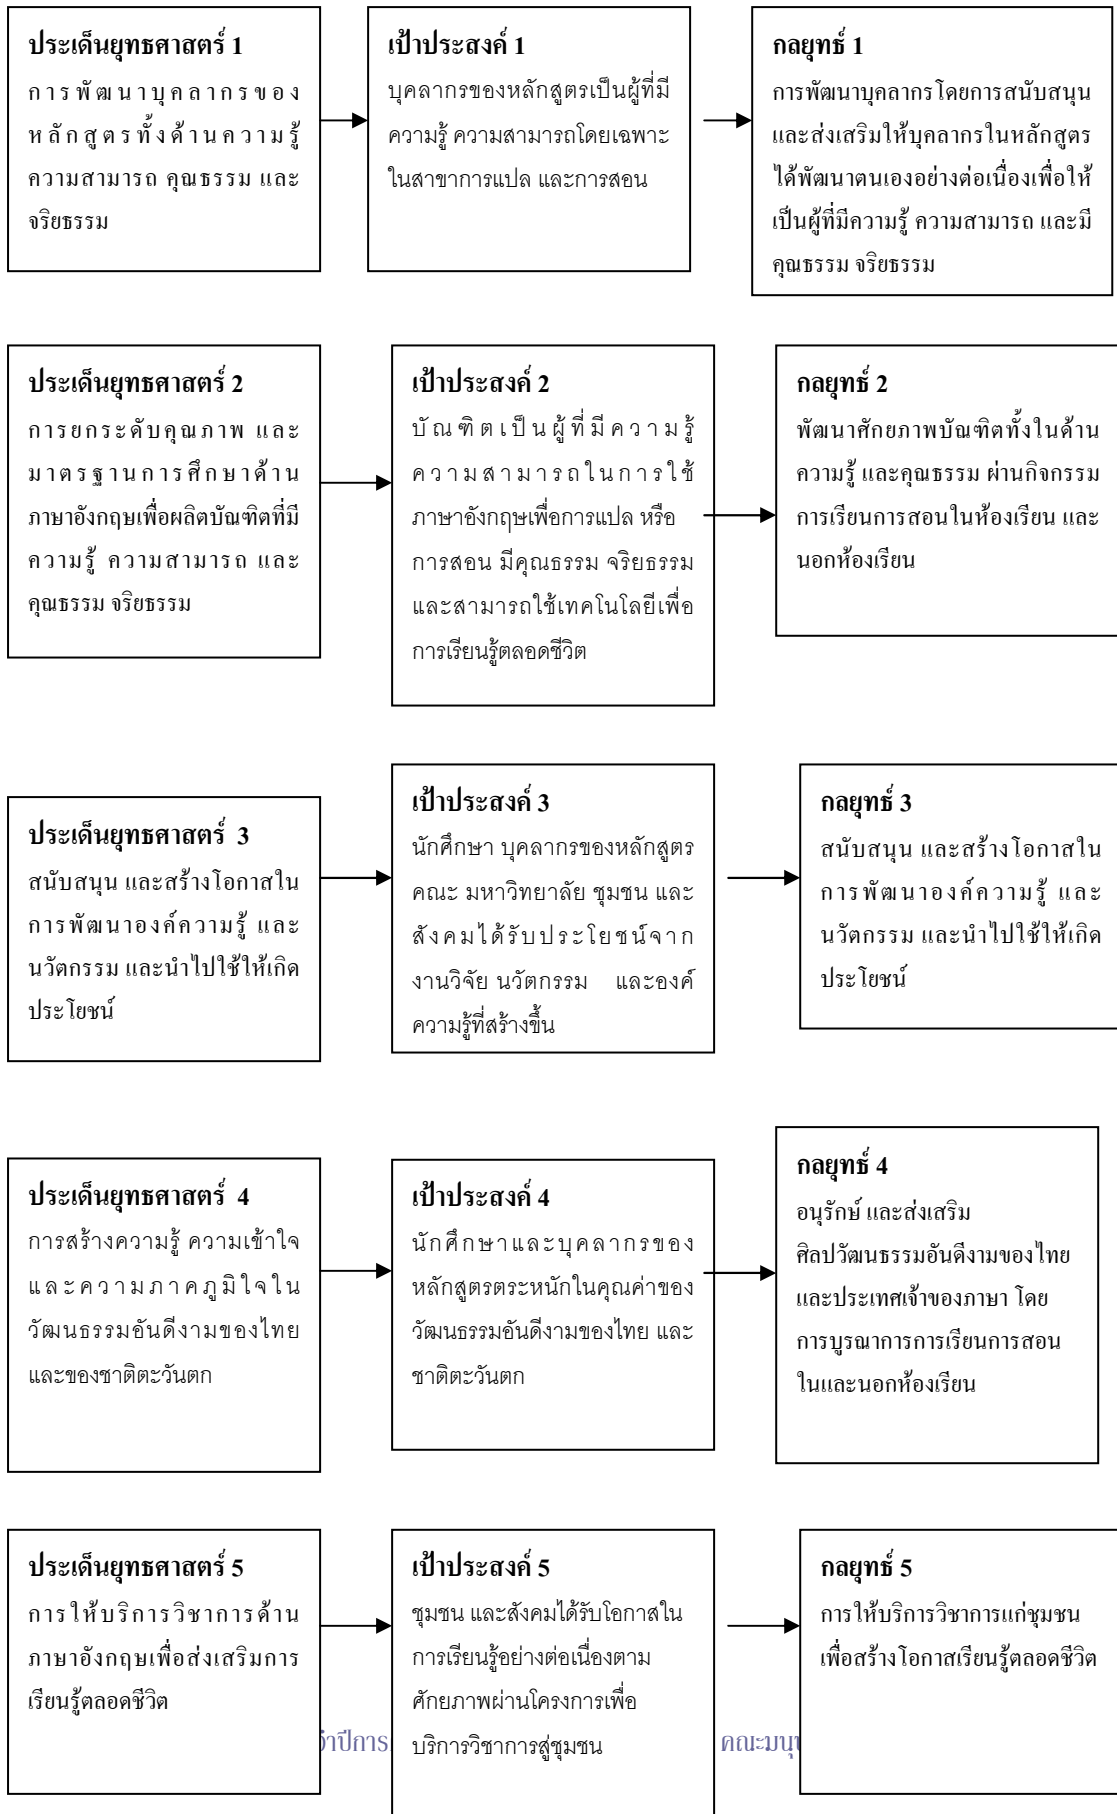 ประเด็นยุทธศาสตร์ 1
การพัฒนาบุคลากรของ
หลักสูตรทั้งด้านความรู้
ความสามารถ คุณธรรม และ
จริยธรรม
เป้าประสงค์ 1
บุคลากรของหลักสูตรเป็นผู้ที่มี
ความรู้ ความสามารถโดยเฉพาะ
ในสาขาการแปล และการสอน
กลยุทธ์ 1
การพัฒนาบุคลากรโดยการสนับสนุน
และส่งเสริมให้บุคลากรในหลักสูตร
ได้พัฒนาตนเองอย่างต่อเนื่องเพื่อให้
เป็นผู้ที่มีความรู้ ความสามารถ และมี
คุณธรรม จริยธรรม
ประเด็นยุทธศาสตร์ 2
การยกระดับคุณภาพ และ
มาตรฐานการศึกษาด้าน
ภาษาอังกฤษเพื่อผลิตบัณฑิตที่มี
ความรู้ ความสามารถ และ
คุณธรรม จริยธรรม
เป้าประสงค์ 2
บัณฑิตเป็นผู้ที่มีความรู้
ความสามารถในการใช้
ภาษาอังกฤษเพื่อการแปล หรือ
การสอน มีคุณธรรม จริยธรรม
และสามารถใช้เทคโนโลยีเพื่อ
การเรียนรู้ตลอดชีวิต
กลยุทธ์ 2
พัฒนาศักยภาพบัณฑิตทั้งในด้าน
ความรู้ และคุณธรรม ผ่านกิจกรรม
การเรียนการสอนในห้องเรียน และ
นอกห้องเรียน
ประเด็นยุทธศาสตร์ 3
สนับสนุน และสร้างโอกาสใน
การพัฒนาองค์ความรู้ และ
นวัตกรรม และนำไปใช้ให้เกิด
ประโยชน์
เป้าประสงค์ 3
นักศึกษา บุคลากรของหลักสูตร
คณะ มหาวิทยาลัย ชุมชน และ
สังคมได้รับประโยชน์จาก
งานวิจัย นวัตกรรม และองค์
ความรู้ที่สร้างขึ้น
กลยุทธ์ 3
สนับสนุน และสร้างโอกาสใน
การพัฒนาองค์ความรู้ และ
นวัตกรรม และนำไปใช้ให้เกิด
ประโยชน์
ประเด็นยุทธศาสตร์ 4
การสร้างความรู้ ความเข้าใจ
และความภาคภูมิใจใน
วัฒนธรรมอันดีงามของไทย
และของชาติตะวันตก
เป้าประสงค์ 4
นักศึกษาและบุคลากรของ
หลักสูตรตระหนักในคุณค่าของ
วัฒนธรรมอันดีงามของไทย และ
ชาติตะวันตก
กลยุทธ์ 4
อนุรักษ์ และส่งเสริม
ศิลปวัฒนธรรมอันดีงามของไทย
และประเทศเจ้าของภาษา โดย
การบูรณาการการเรียนการสอน
ในและนอกห้องเรียน
ประเด็นยุทธศาสตร์ 5
การให้บริการวิชาการด้าน
ภาษาอังกฤษเพื่อส่งเสริมการ
เรียนรู้ตลอดชีวิต
เป้าประสงค์ 5
ชุมชน และสังคมได้รับโอกาสใน
การเรียนรู้อย่างต่อเนื่องตาม
ศักยภาพผ่านโครงการเพื่อ
บริการวิชาการสู่ชุมชน
กลยุทธ์ 5
การให้บริการวิชาการแก่ชุมชน
เพื่อสร้างโอกาสเรียนรู้ตลอดชีวิต